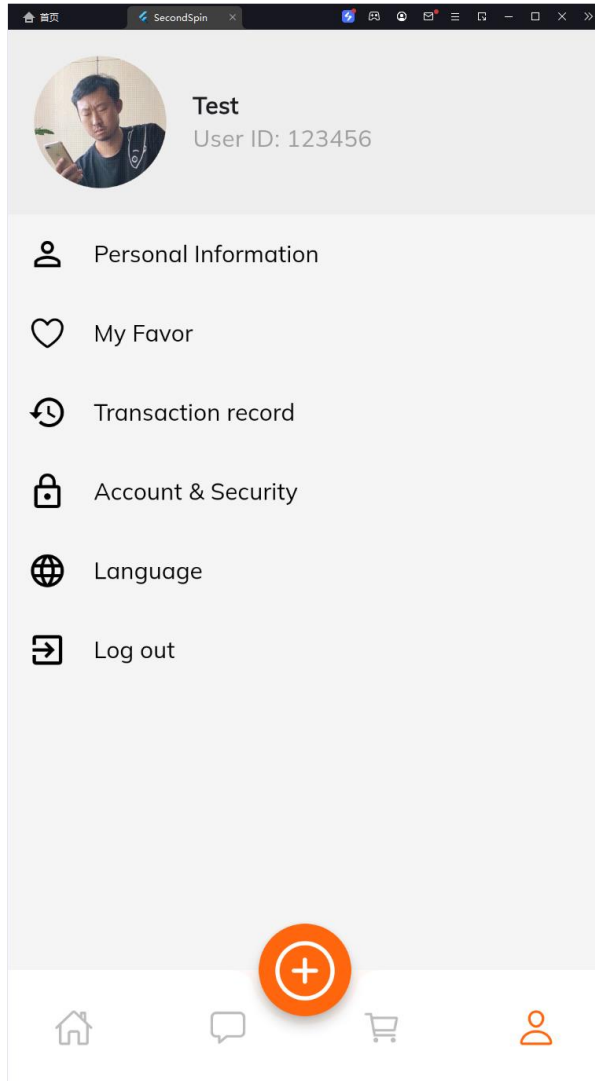 首页
SecondSpin
Test
User ID: 123456
Personal Information
My Favor
Transaction record
Account & Security
Language
Log out